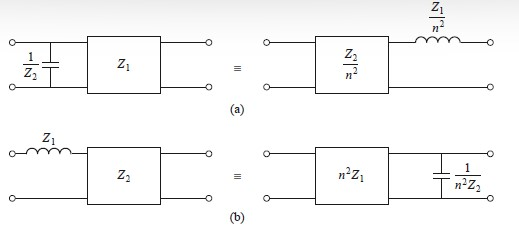 Z₁/n²
1/Z₂
Z₁
≡
Z₂/n²
(a)
Z₁
Z₂
≡
n²Z₁
1/n²Z₂
(b)